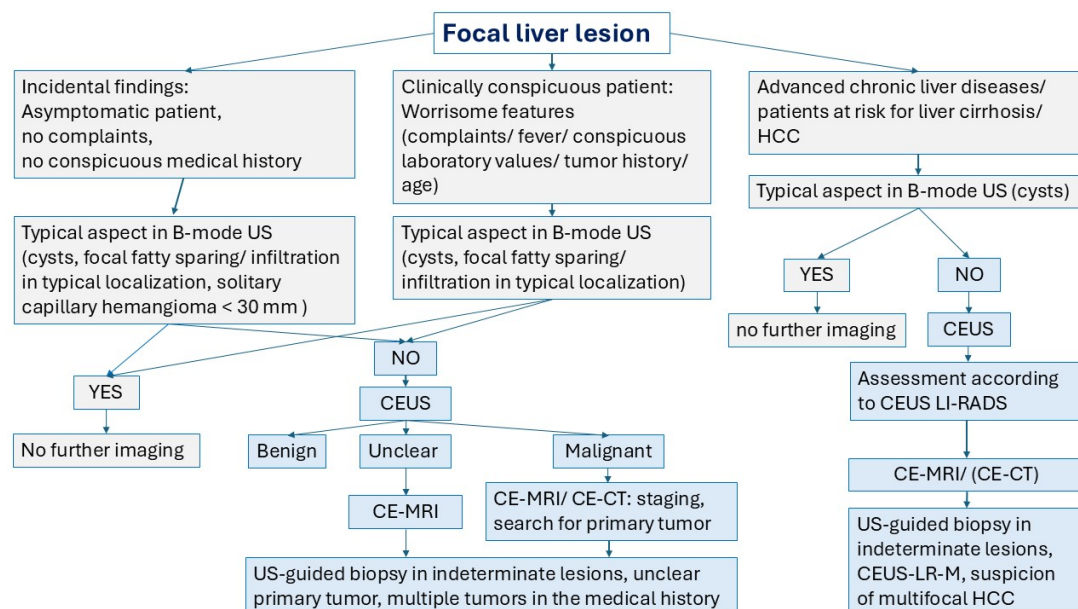 Focal liver lesion
Incidental findings:
Asymptomatic patient,
no complaints,
no conspicuous medical history
Clinically conspicuous patient:
Worrisome features
(complaints/ fever/ conspicuous
laboratory values/ tumor history/
age)
Advanced chronic liver diseases/
patients at risk for liver cirrhosis/
HCC
Typical aspect in B-mode US (cysts)
Typical aspect in B-mode US
(cysts, focal fatty sparing/ infiltration
in typical localization, solitary
capillary hemangioma < 30 mm )
Typical aspect in B-mode US
(cysts, focal fatty sparing/
infiltration in typical localization)
YES
NO
no further imaging
CEUS
NO
YES
CEUS
Assessment according
to CEUS LI-RADS
No further imaging
Benign
Unclear
Malignant
CE-MRI/ (CE-CT)
CE-MRI
CE-MRI/ CE-CT: staging,
search for primary tumor
US-guided biopsy in
indeterminate lesions,
CEUS-LR-M, suspicion
of multifocal HCC
US-guided biopsy in indeterminate lesions, unclear
primary tumor, multiple tumors in the medical history